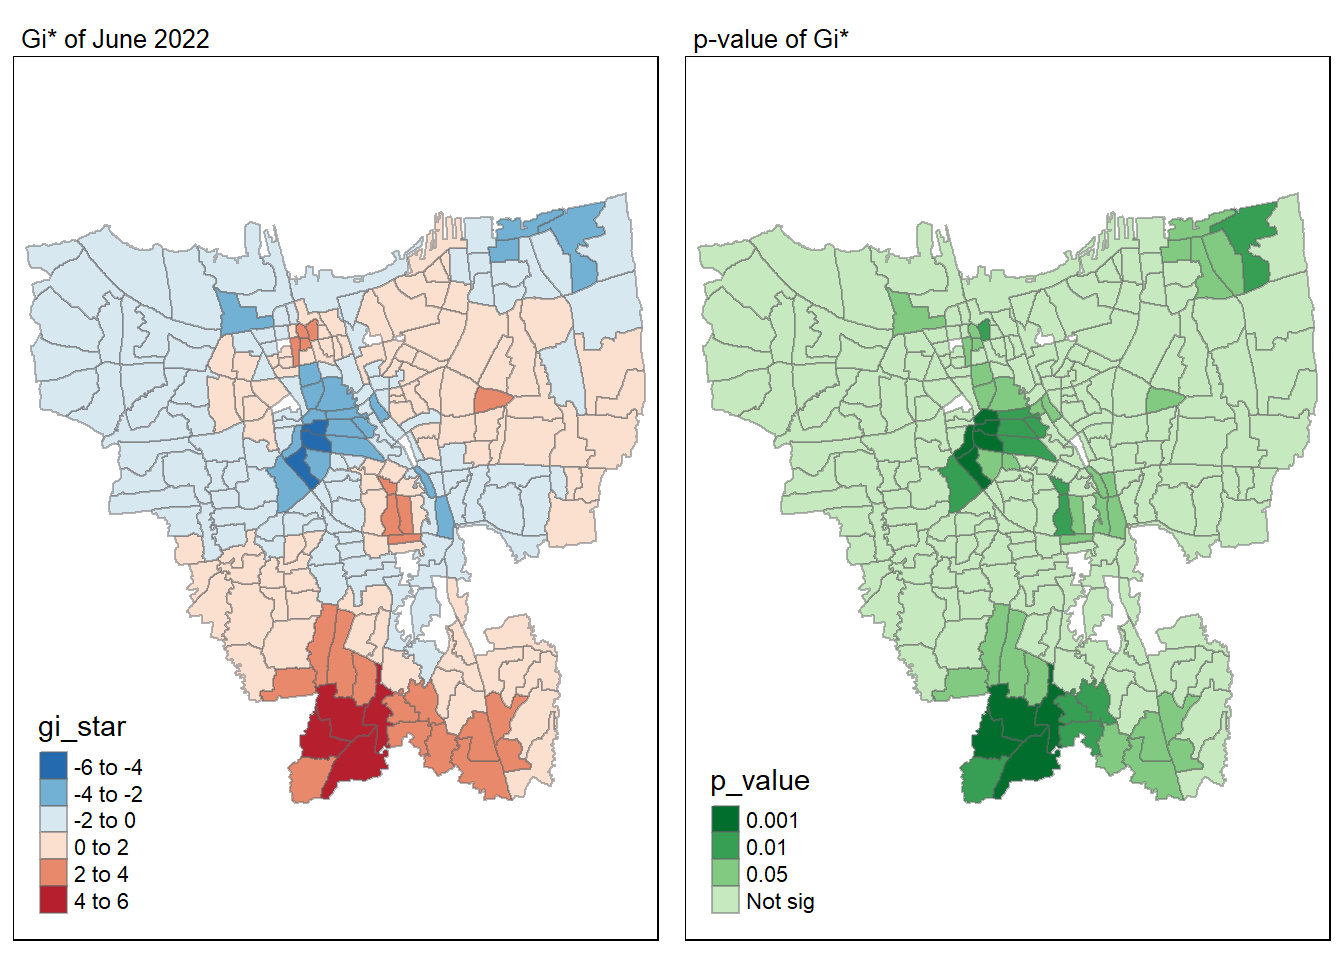 Gi* of June 2022
gi_star
-6 to -4
-4 to -2
-2 to 0
0 to 2
2 to 4
4 to 6
p-value of Gi*
p_value
0.001
0.01
0.05
Not sig